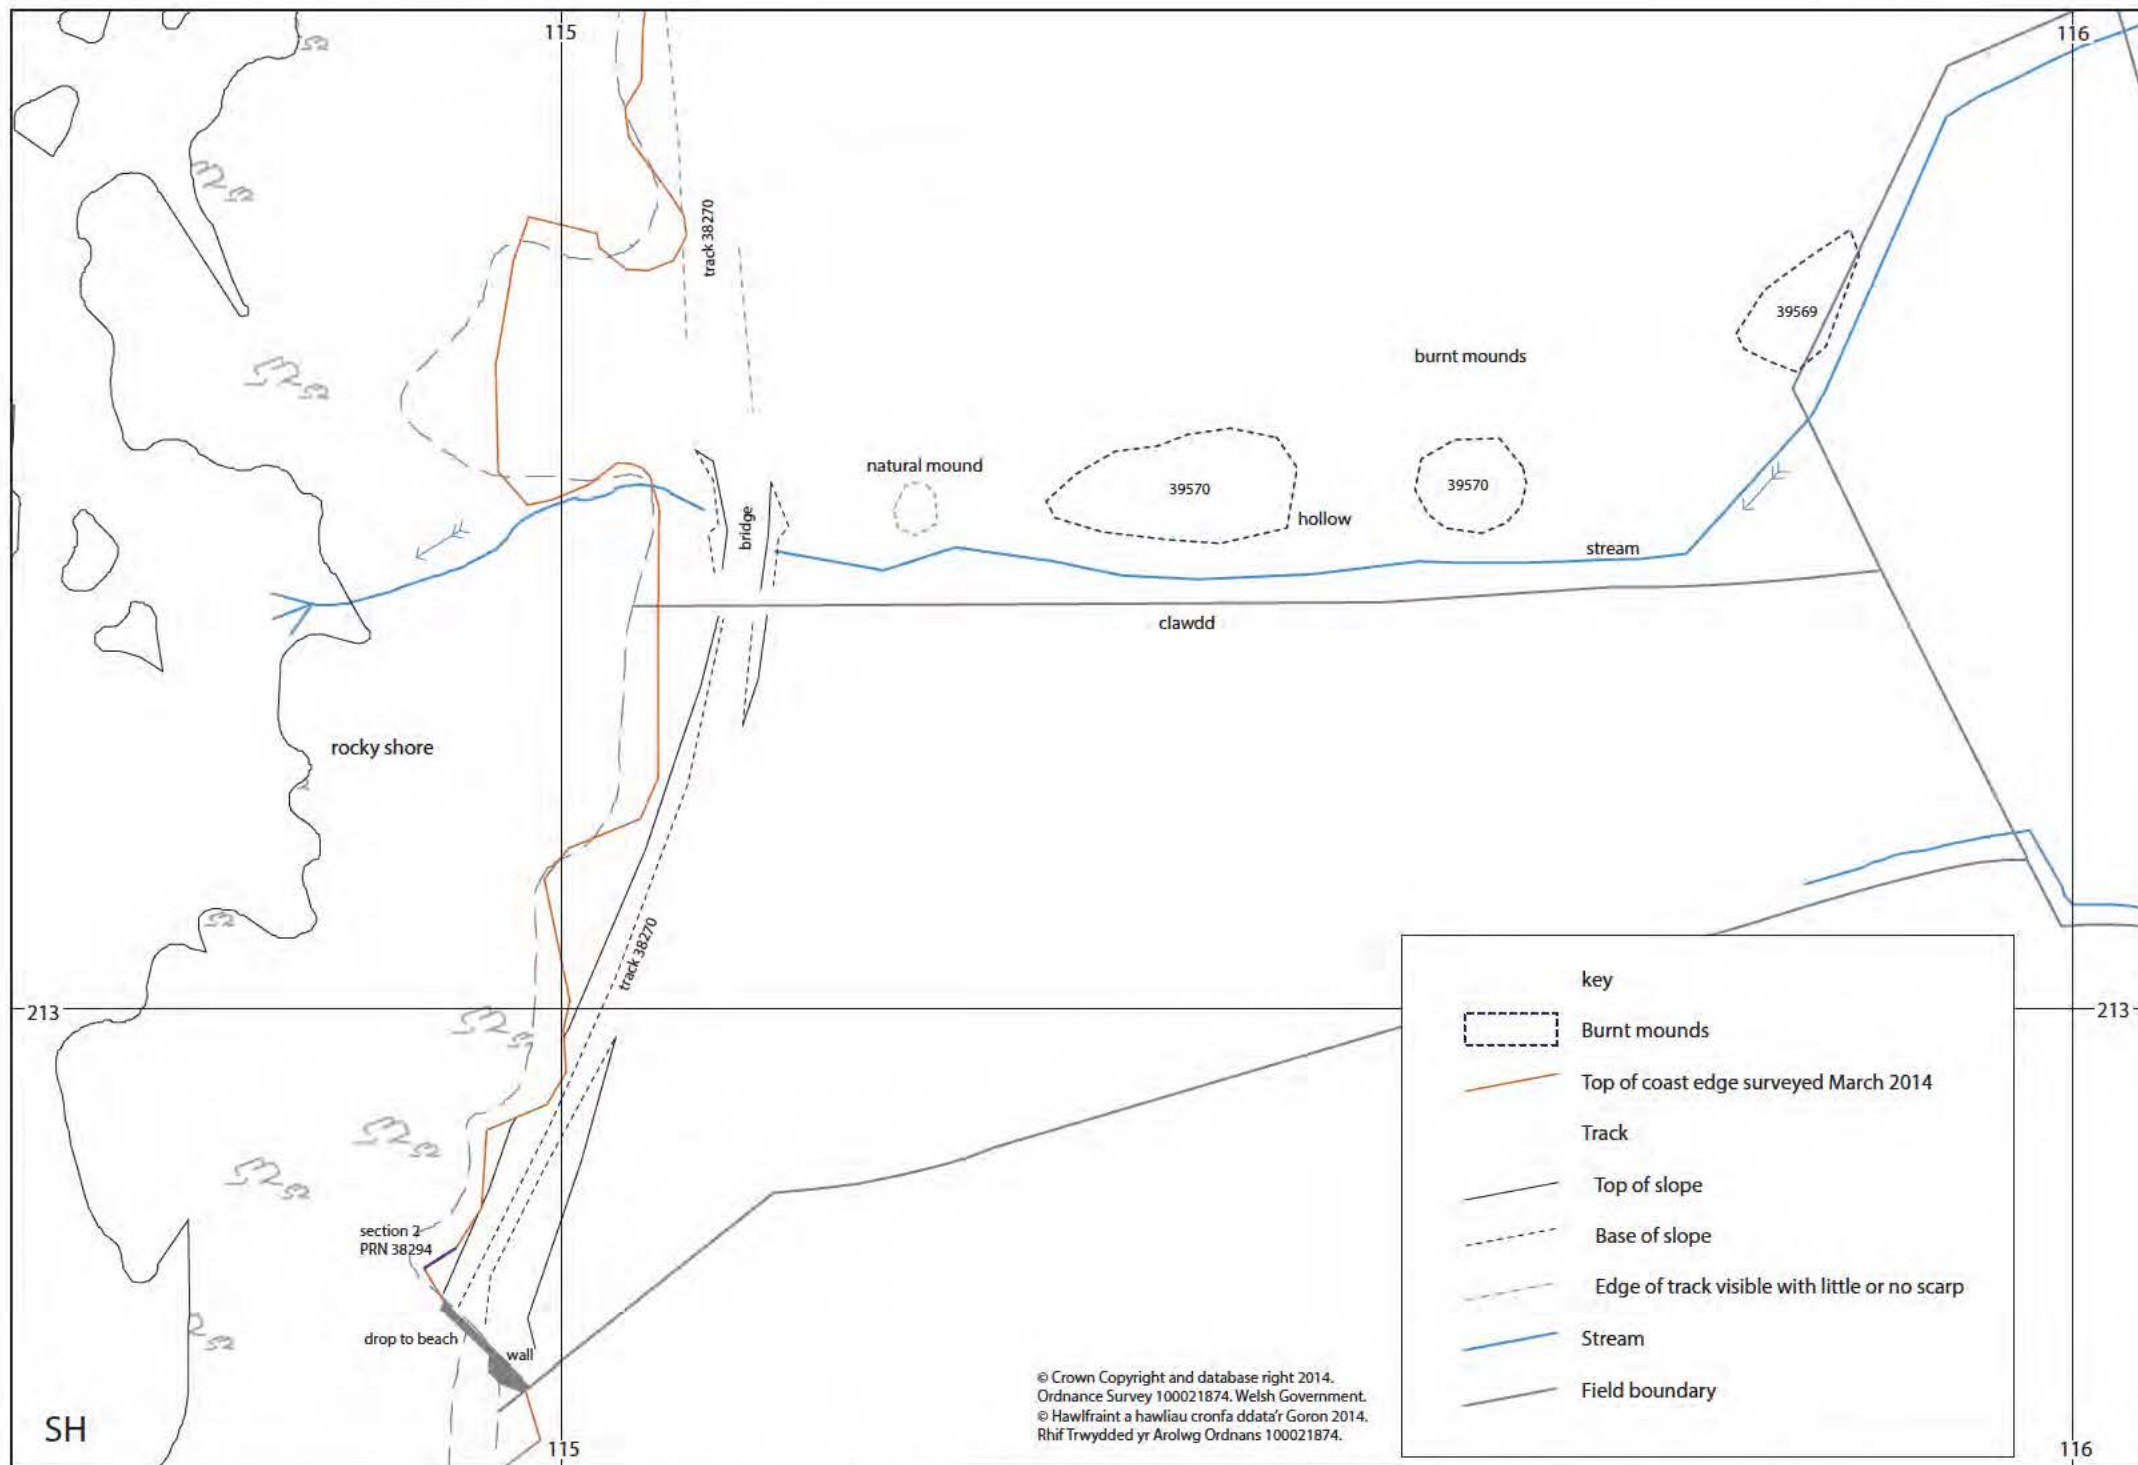 115
116
track 38270
39569
burnt mounds
natural mound
39570
39570
hollow
bridge
stream
clawdd
rocky shore
track 38270
213
213
key
Burnt mounds
Top of coast edge surveyed March 2014
Track
Top of slope
Base of slope
Edge of track visible with little or no scarp
Stream
Field boundary
section 2
PRN 38294
drop to beach
wall
© Crown Copyright and database right 2014.
Ordnance Survey 100021874. Welsh Government.
© Hawlfraint a hawliau cronfa ddata'r Goron 2014.
Rhif Trwydded yr Arolwg Ordnans 100021874.
SH
115
116